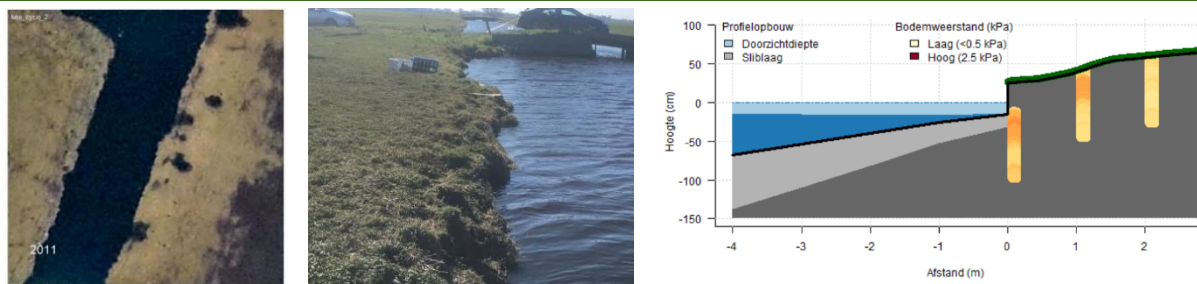 2011
Profielopbouw
Doorzichtdiepte
Sliblaag
Bodemweerstand (kPa)
Laag (<0.5 kPa)
Hoog (2.5 kPa)
Hoogte (cm)
100
50
0
-50
-100
-150
-4
-3
-2
-1
0
1
2
Afstand (m)